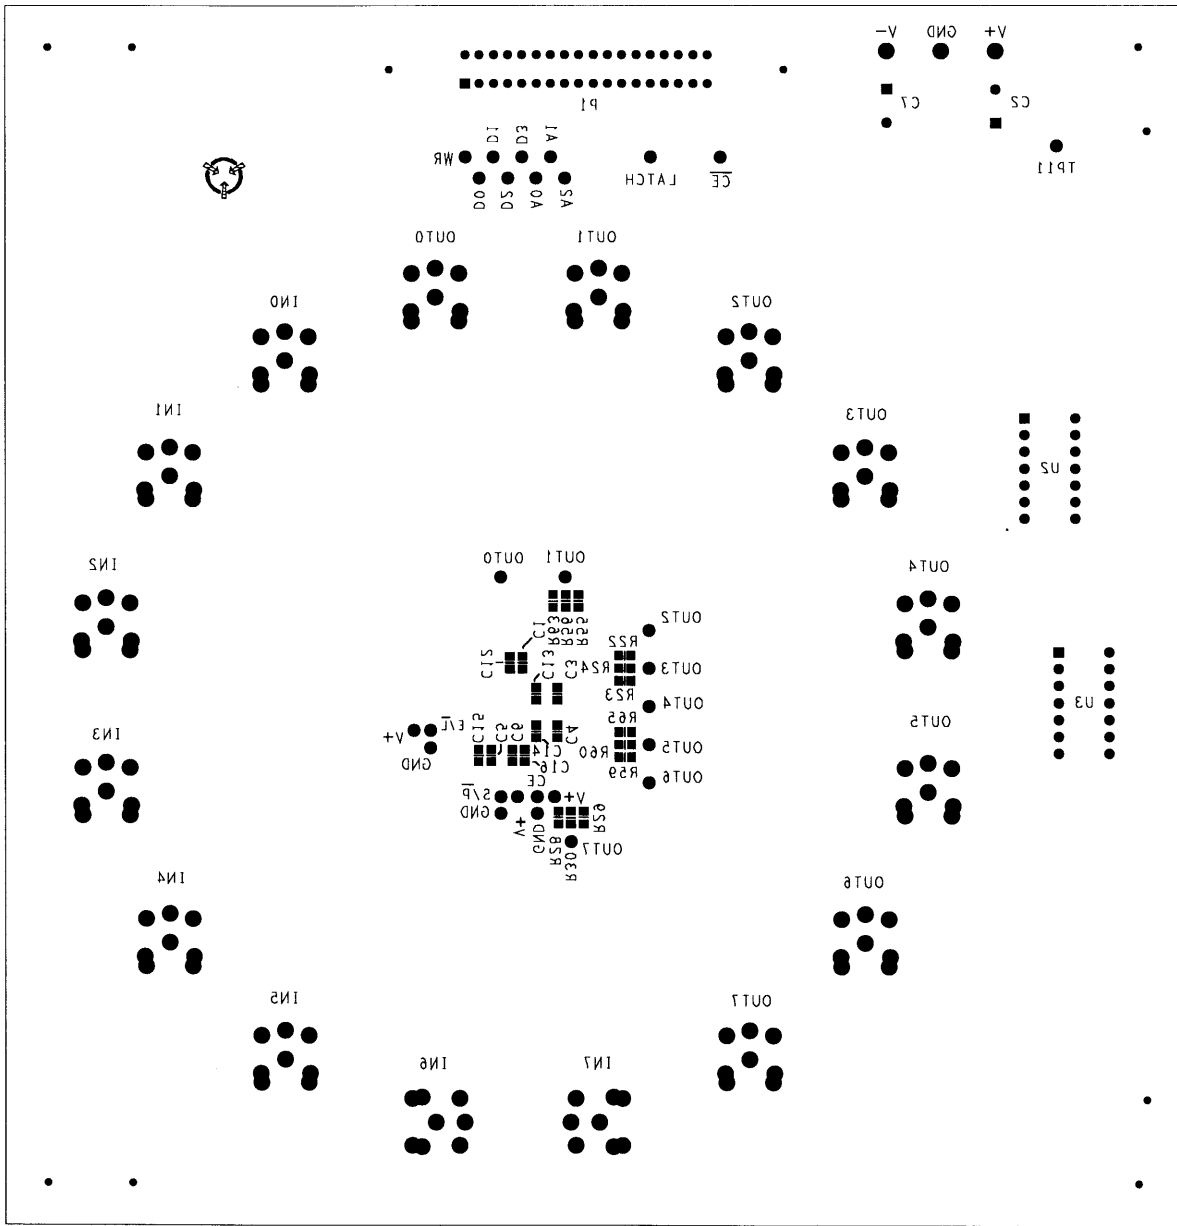 V-
GND
V+
P1
C7
C2
TP11
WR
D1
D3
A1
D0
D2
A0
A2
LATCH
CE
OUT0
OUT1
IN0
OUT2
IN1
OUT3
U2
IN2
OUT4
OUT0
OUT1
R63
R56
R55
C1
C12
C13
C3
OUT2
R22
R24
OUT3
R23
OUT4
R65
R60
OUT5
R59
OUT6
U3
IN3
OUT5
V+
E/L
GND
C15
C5
C6
C14
C4
C16
CE
S/P
GND
V+
V+
GND
R28
R30
R29
OUT7
IN4
OUT6
IN5
OUT7
IN6
IN7